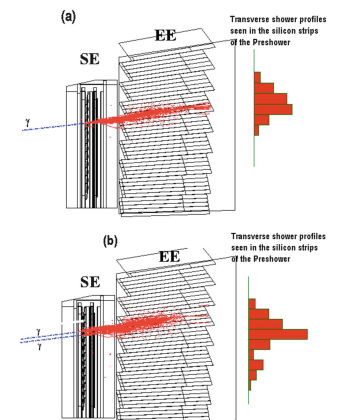 (a)
Transverse shower profiles
seen in the silicon strips
of the Preshower
EE
SE
γ
(b)
Transverse shower profiles
seen in the silicon strips
of the Preshower
EE
SE
γ
γ